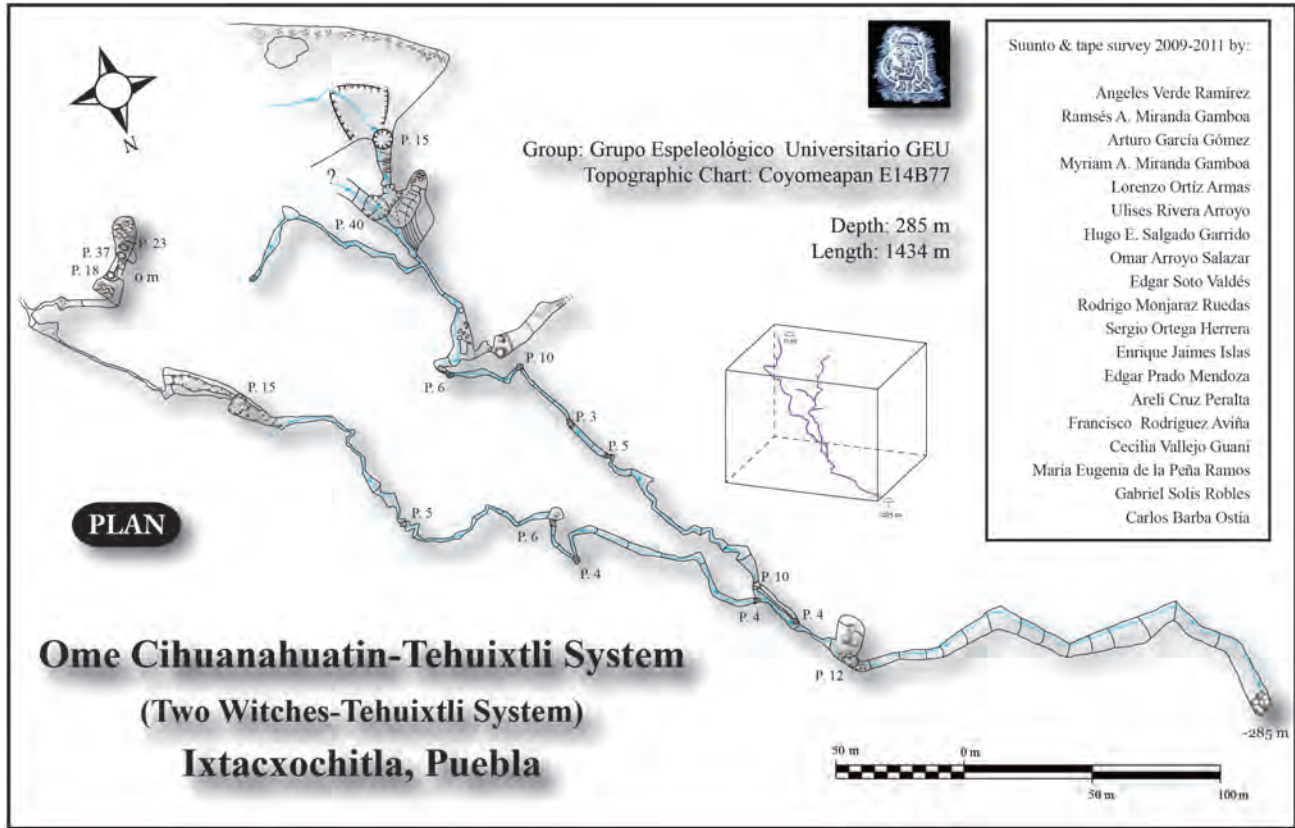 Suunto & tape survey 2009-2011 by:
Angeles Verde Ramírez
Ramsés A. Miranda Gamboa
Arturo García Gómez
Myriam A. Miranda Gamboa
Lorenzo Ortíz Armas
Ulises Rivera Arroyo
Hugo E. Salgado Garrido
Omar Arroyo Salazar
Edgar Soto Valdés
Rodrigo Monjaraz Ruedas
Sergio Ortega Herrera
Enrique Jaimes Islas
Edgar Prado Mendoza
Areli Cruz Peralta
Francisco Rodríguez Aviña
Cecilia Vallejo Guani
María Eugenia de la Peña Ramos
Gabriel Solis Robles
Carlos Barba Ostia
N
P. 15
Group: Grupo Espeleológico Universitario GEU
Topographic Chart: Coyomeapan E14B77
?
P. 40
Depth: 285 m
Length: 1434 m
P. 23
P. 37
P. 18
0 m
P. 6
P. 10
P. 15
P. 3
P. 5
-285 m
PLAN
P. 5
P. 6
P. 4
P. 10
P. 4
P. 4
P. 12
-285 m
Ome Cihuanahuatin-Tehuixtli System
(Two Witches-Tehuixtli System)
Ixtacxochitla, Puebla
50 m
0 m
50 m
100 m